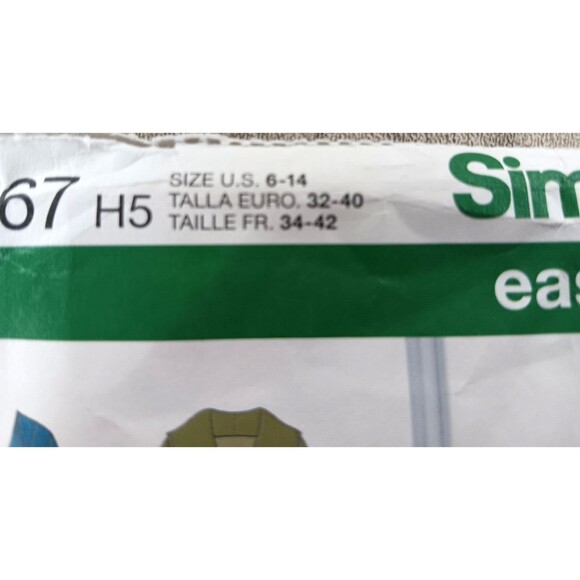 67 H5
SIZE U.S. 6-14
TALLA EURO. 32-40
TAILLE FR. 34-42
Sim
eas